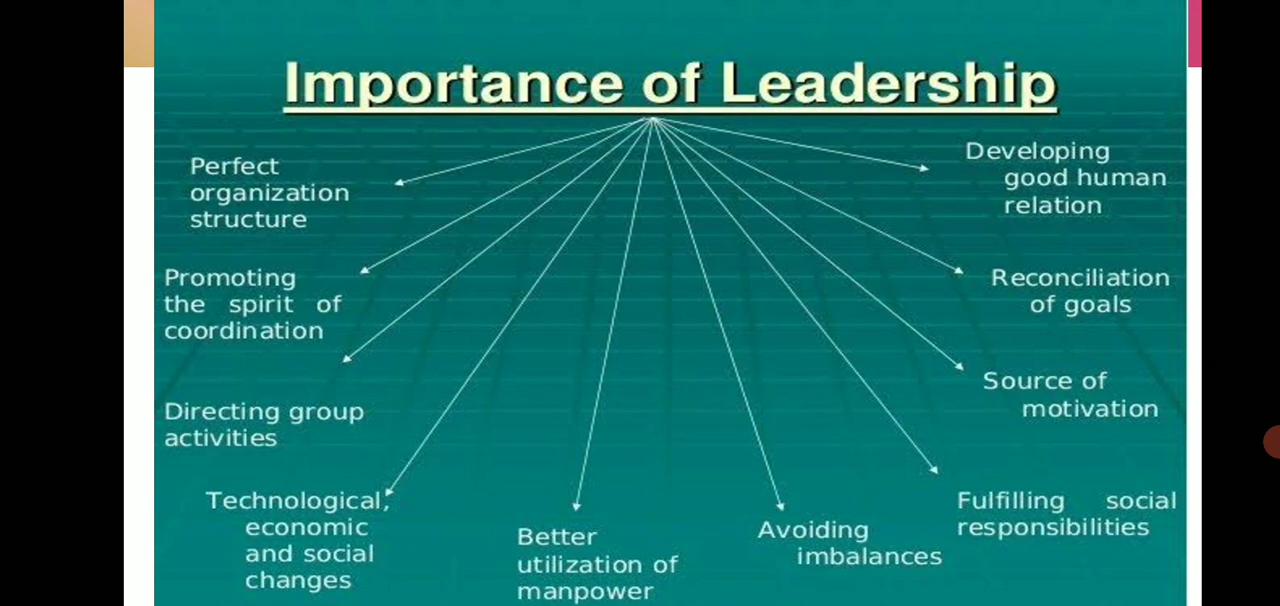 Importance of Leadership
Perfect
organization
structure
Promoting
the spirit of
coordination
Directing group
activities
Technological,
economic
and social
changes
Better
utilization of
manpower
Avoiding
imbalances
Fulfilling social
responsibilities
Source of
motivation
Reconciliation
of goals
Developing
good human
relation